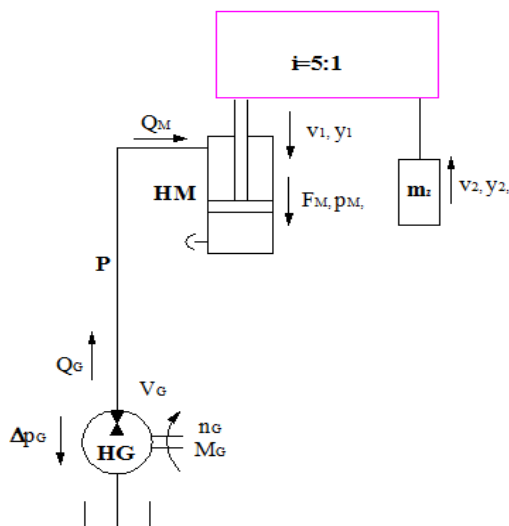 i=5:1
QM
v1, y1
HM
FM, pM,
m2
v2, y2,
P
QG
VG
ΔpG
nG
MG
HG